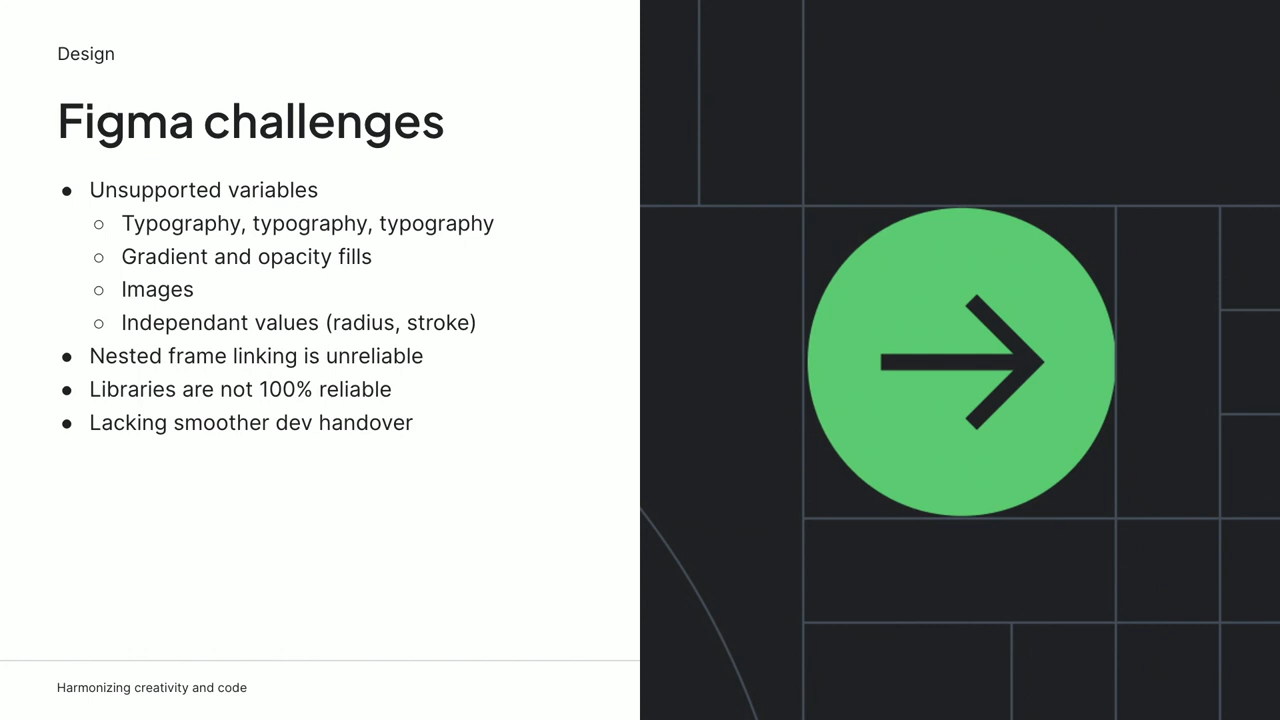 Design
Figma challenges
● Unsupported variables
○ Typography, typography, typography
○ Gradient and opacity fills
○ Images
○ Independant values (radius, stroke)
● Nested frame linking is unreliable
● Libraries are not 100% reliable
● Lacking smoother dev handover
Harmonizing creativity and code